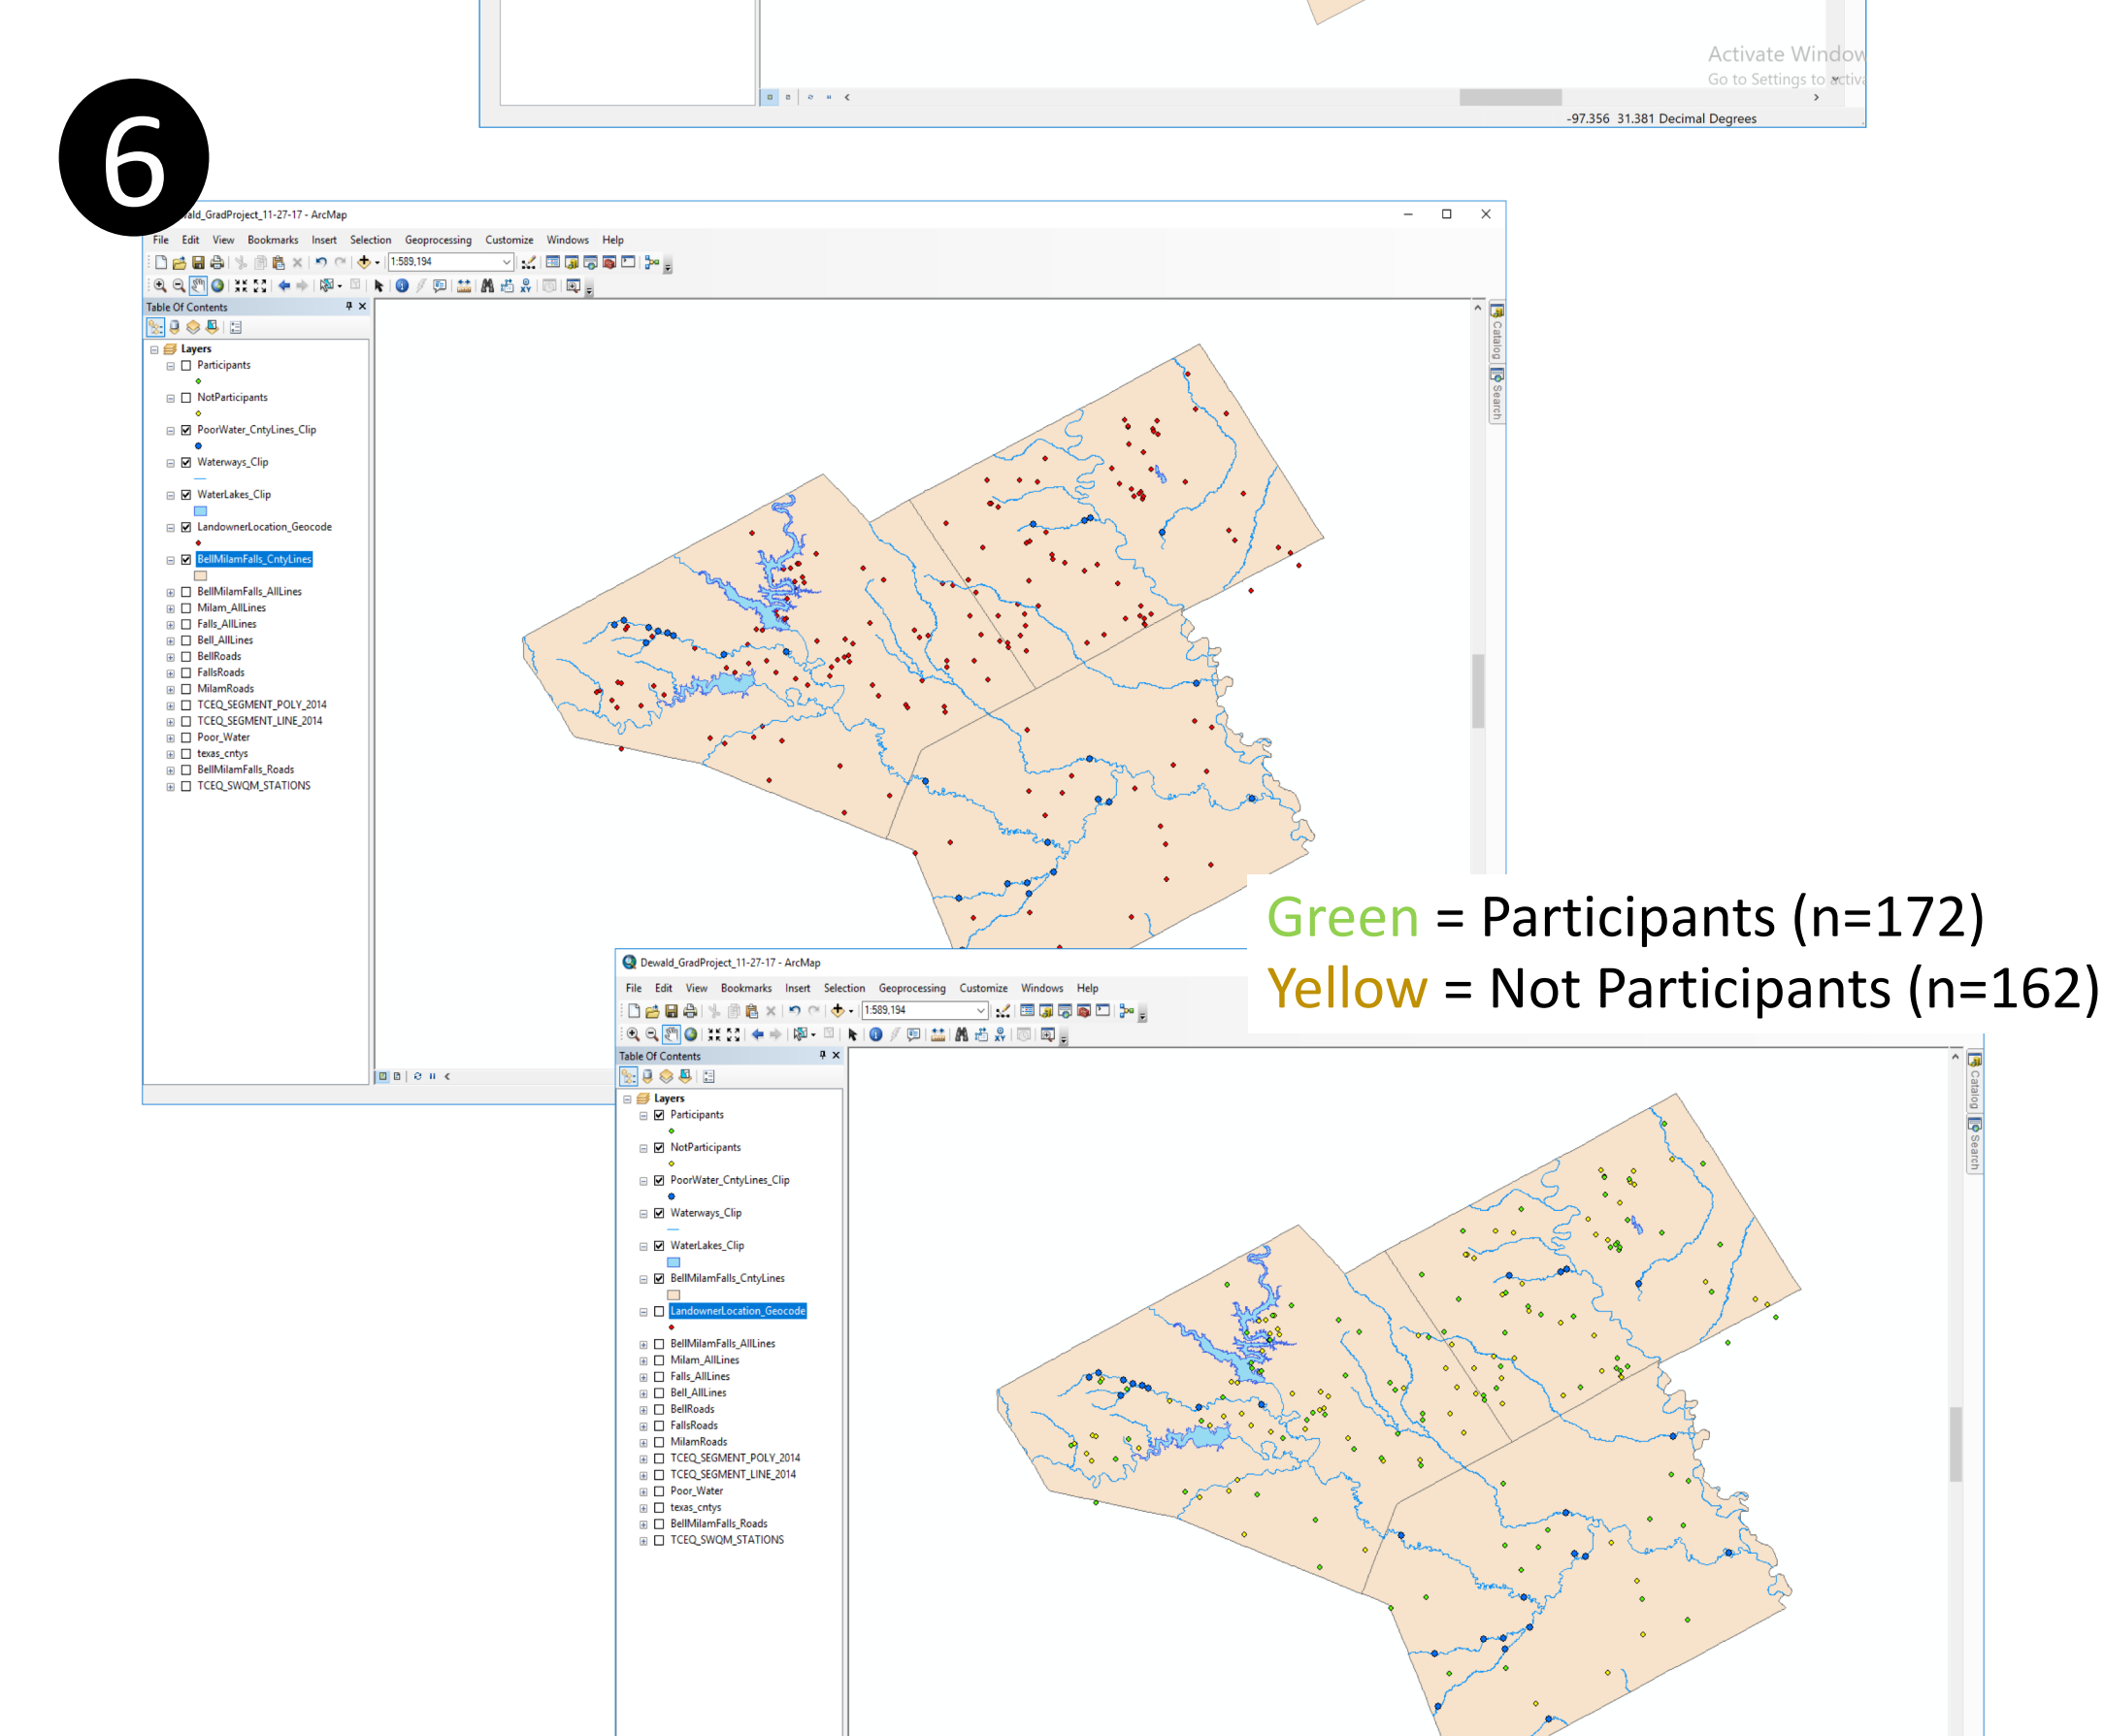 Activate Window
Go to Settings to activa
-97.356 31.381 Decimal Degrees
6
ald_GradProject_11-27-17 - ArcMap
File Edit View Bookmarks Insert Selection Geoprocessing Customize Windows Help
1:589,194
Table Of Contents
Layers
Participants
NotParticipants
PoorWater_CntyLines_Clip
Waterways_Clip
WaterLakes_Clip
LandownerLocation_Geocode
BellMilamFalls_CntyLines
BellMilamFalls_AllLines
Milam_AllLines
Falls_AllLines
Bell_AllLines
BellRoads
FallsRoads
MilamRoads
TCEQ_SEGMENT_POLY_2014
TCEQ_SEGMENT_LINE_2014
Poor_Water
texas_cntys
BellMilamFalls_Roads
TCEQ_SWQM_STATIONS
Catalog
Search
Green = Participants (n=172)
Yellow = Not Participants (n=162)
Dewald_GradProject_11-27-17 - ArcMap
File Edit View Bookmarks Insert Selection Geoprocessing Customize Windows Help
1:589,194
Table Of Contents
Layers
Participants
NotParticipants
PoorWater_CntyLines_Clip
Waterways_Clip
WaterLakes_Clip
BellMilamFalls_CntyLines
LandownerLocation_Geocode
BellMilamFalls_AllLines
Milam_AllLines
Falls_AllLines
Bell_AllLines
BellRoads
FallsRoads
MilamRoads
TCEQ_SEGMENT_POLY_2014
TCEQ_SEGMENT_LINE_2014
Poor_Water
texas_cntys
BellMilamFalls_Roads
TCEQ_SWQM_STATIONS
Catalog
Search